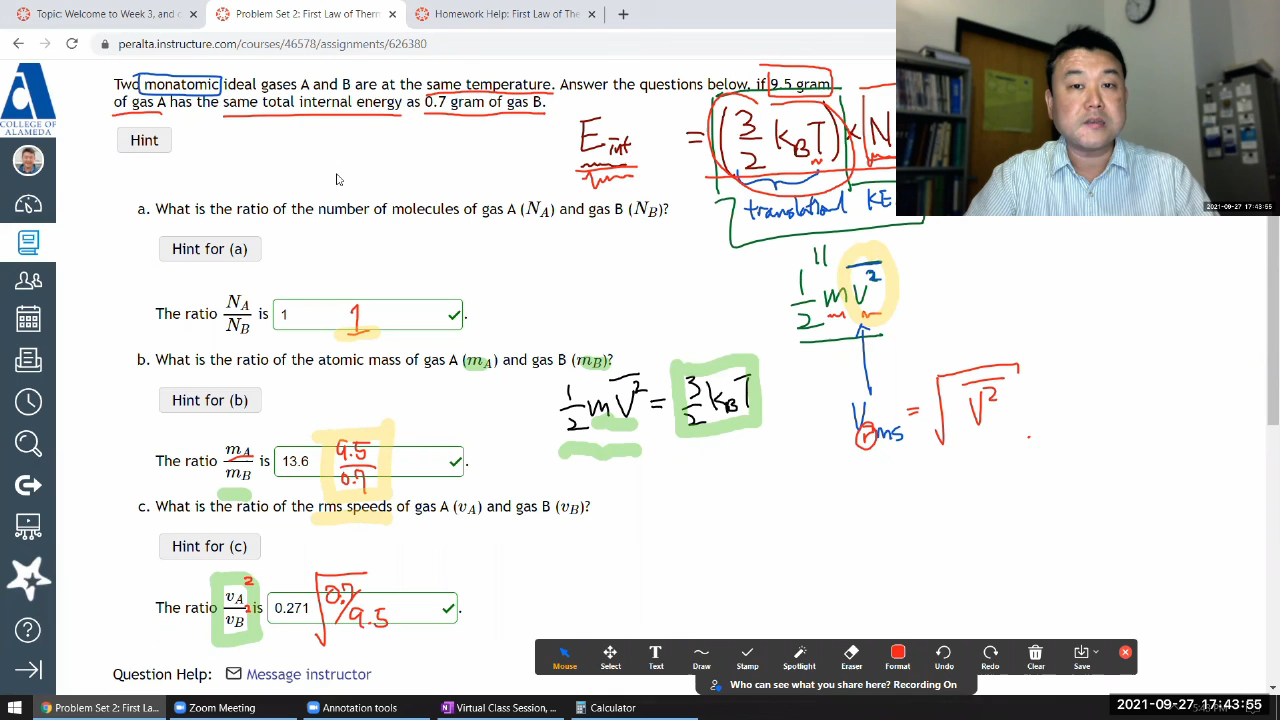 Topic: Welcome to Week 3, and
Problem Set 2: First Law of Therm
Homework Help: First Law of The
peralta.instructure.com/courses/46578/assignments/626380
COLLEGE OF
ALAMEDA
Two monatomic ideal gases A and B are at the same temperature. Answer the questions below, if 9.5 gram
of gas A has the same total internal energy as 0.7 gram of gas B.
Hint
E int = (3/2 k_B T) × (N
translational KE
1/2 m v̅²
a. What is the ratio of the number of molecules of gas A (N_A) and gas B (N_B)?
Hint for (a)
The ratio N_A/N_B is 1 1 .
b. What is the ratio of the atomic mass of gas A (m_A) and gas B (m_B)?
1/2 m v̅² = 3/2 k_B T
V rms = √v̅²
Hint for (b)
The ratio m_A/m_B is 13.6 9.5/0.7 .
c. What is the ratio of the rms speeds of gas A (v_A) and gas B (v_B)?
Hint for (c)
The ratio v_A/v_B 2 is 0.271 √0.7/9.5 .
Question Help: Message instructor
Mouse Select Text Draw Stamp Spotlight Eraser Format Undo Redo Clear Save
Who can see what you share here? Recording On
Problem Set 2: First La...
Zoom Meeting
Annotation tools
Virtual Class Session, ...
Calculator
2021-09-27 17:43:55
2021-09-27 17:43:55